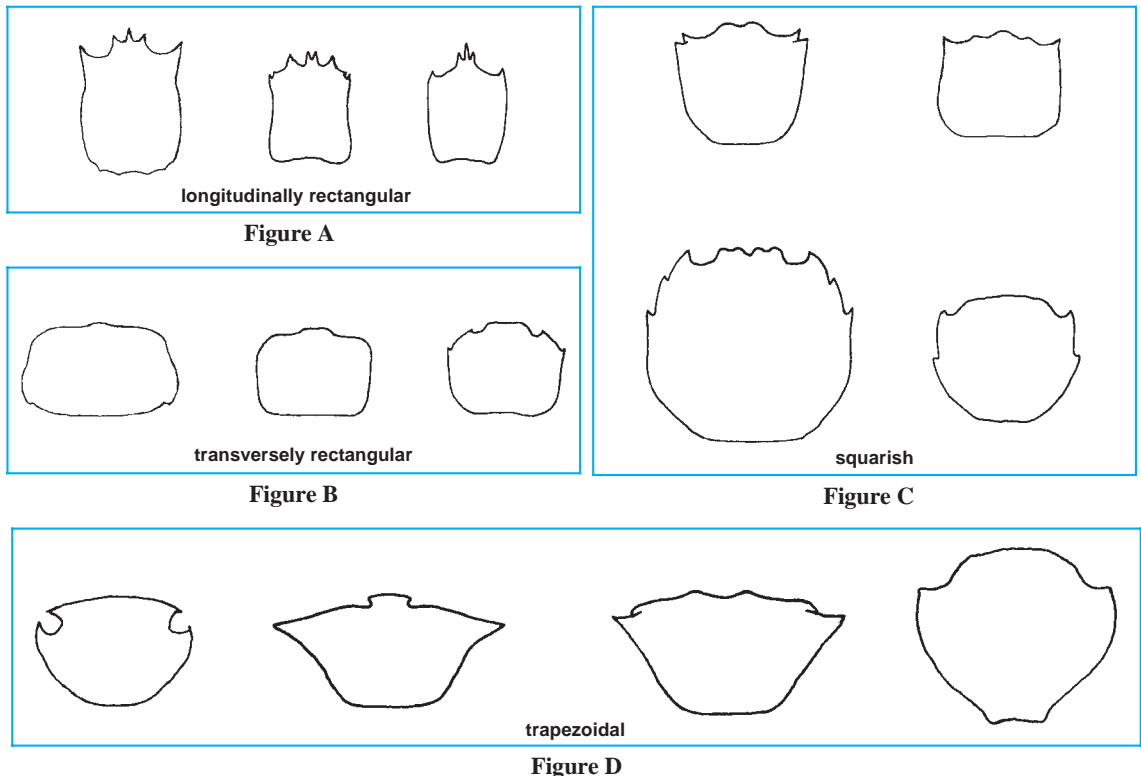 longitudinally rectangular
Figure A
transversely rectangular
Figure B
squarish
Figure C
trapezoidal
Figure D